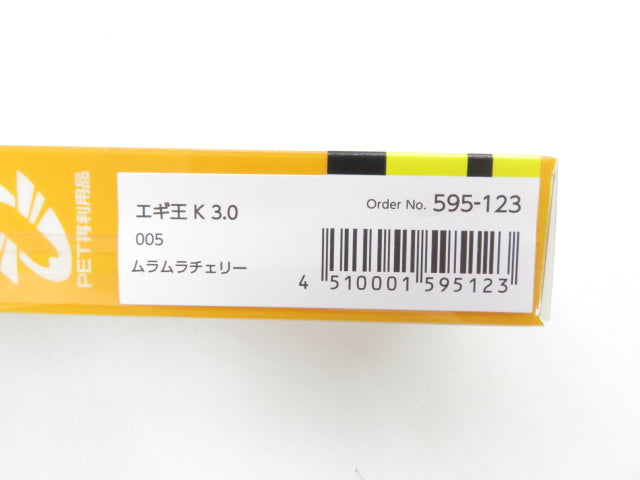 エギ王 K 3.0
Order No. 595-123
005
ムラムラチェリー
4 510001 595123
PET再利用品